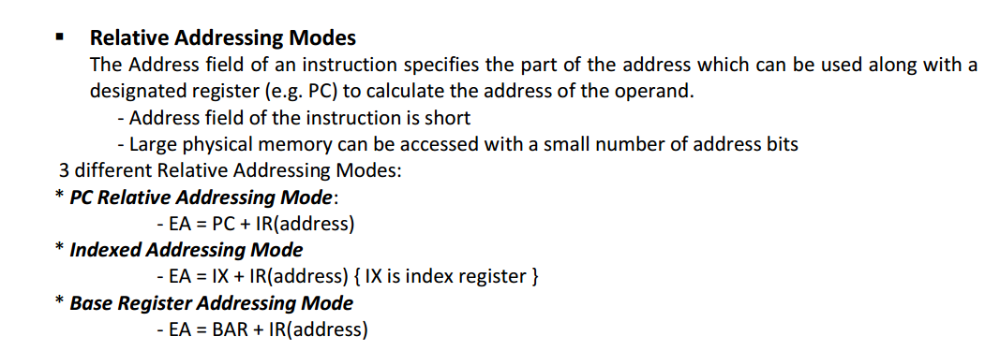 ▪ Relative Addressing Modes
The Address field of an instruction specifies the part of the address which can be used along with a
designated register (e.g. PC) to calculate the address of the operand.
- Address field of the instruction is short
- Large physical memory can be accessed with a small number of address bits
3 different Relative Addressing Modes:
* PC Relative Addressing Mode:
- EA = PC + IR(address)
* Indexed Addressing Mode
- EA = IX + IR(address) { IX is index register }
* Base Register Addressing Mode
- EA = BAR + IR(address)